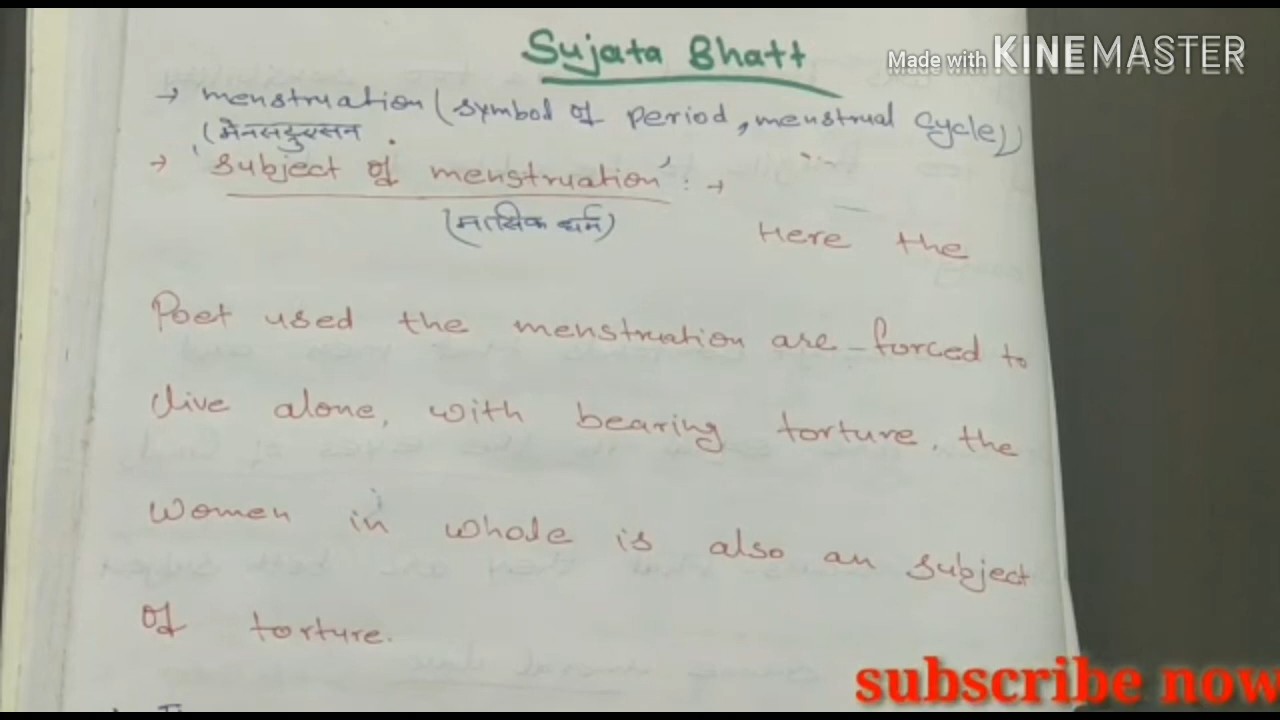 Sujata Bhatt
Made with KINEMASTER
→ menstruation (symbol of period, menstrual cycle)
(मेनसट्रुएसन
→ 'subject of menstruation' : →
(मासिक धर्म)
Here the
Poet used the menstruation are forced to
live alone, with bearing torture. the
women in whole is also an subject
of torture.
subscribe now